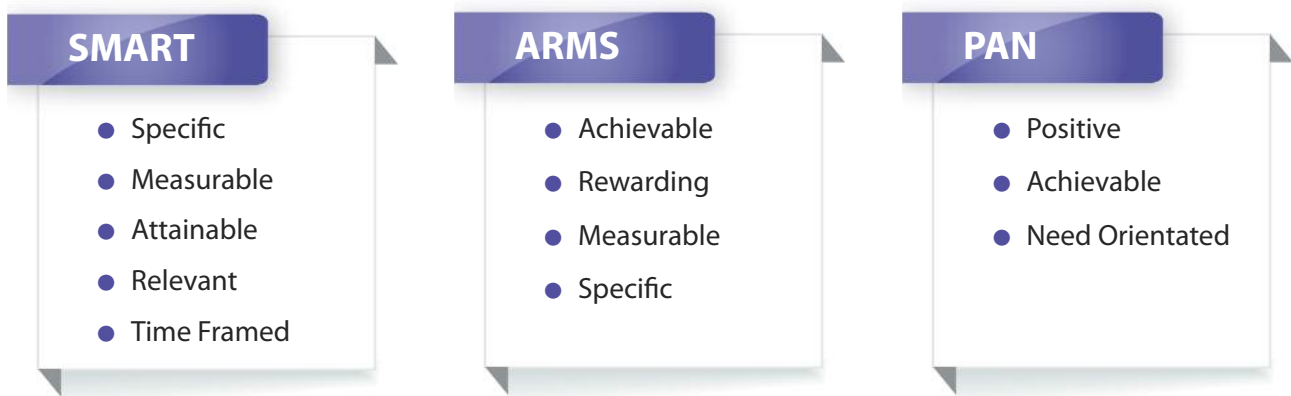 SMART
● Specific
● Measurable
● Attainable
● Relevant
● Time Framed
ARMS
● Achievable
● Rewarding
● Measurable
● Specific
PAN
● Positive
● Achievable
● Need Orientated